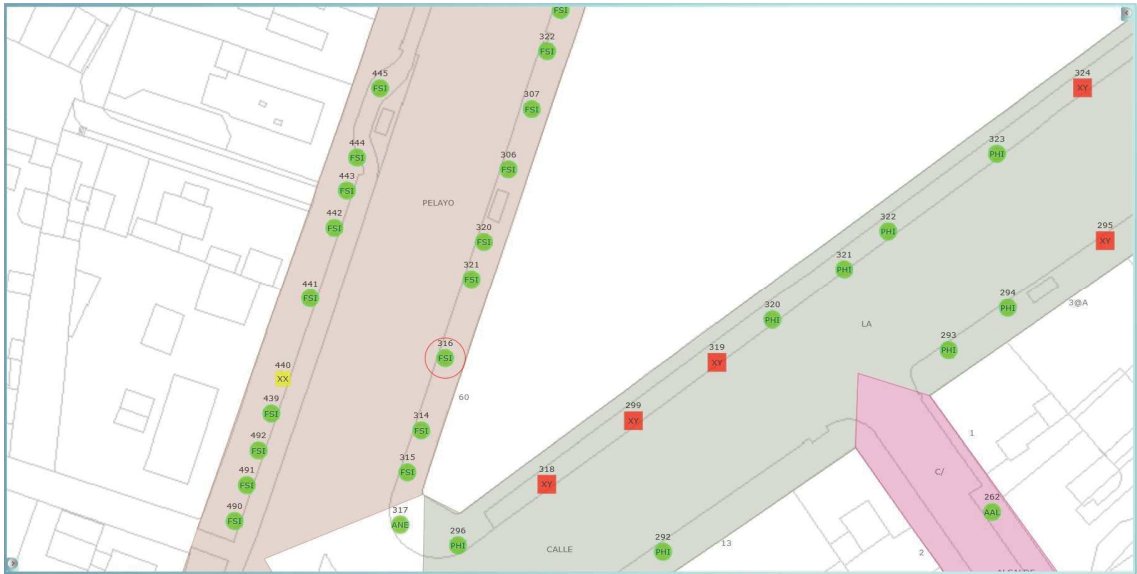 FSI
322
FSI
445
FSI
324
XY
307
FSI
323
PHI
444
FSI
306
FSI
443
FSI
PELAYO
442
FSI
322
PHI
295
XY
320
FSI
321
PHI
321
FSI
441
FSI
294
PHI
3@A
320
PHI
LA
316
FSI
319
XY
293
PHI
440
XX
60
439
FSI
299
XY
314
FSI
1
492
FSI
315
FSI
C/
491
FSI
318
XY
262
AAL
490
FSI
317
ANE
296
PHI
CALLE
292
PHI
13
2
ALCALDE